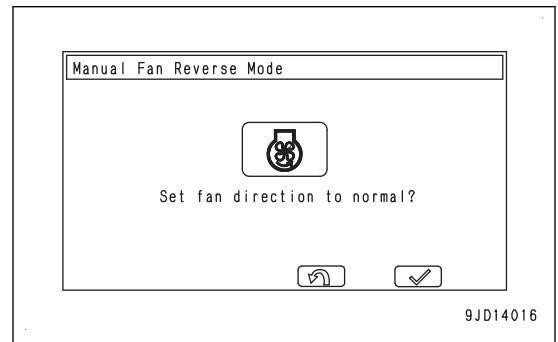 Manual Fan Reverse Mode
Set fan direction to normal?
9JD14016